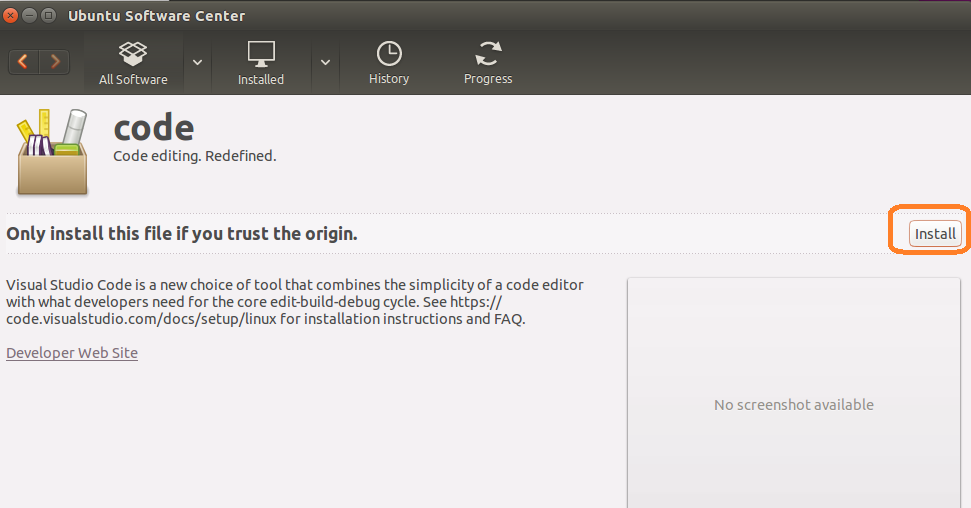 Ubuntu Software Center
All Software
Installed
History
Progress
code
Code editing. Redefined.
Only install this file if you trust the origin.
Install
Visual Studio Code is a new choice of tool that combines the simplicity of a code editor
with what developers need for the core edit-build-debug cycle. See https://
code.visualstudio.com/docs/setup/linux for installation instructions and FAQ.
Developer Web Site
No screenshot available